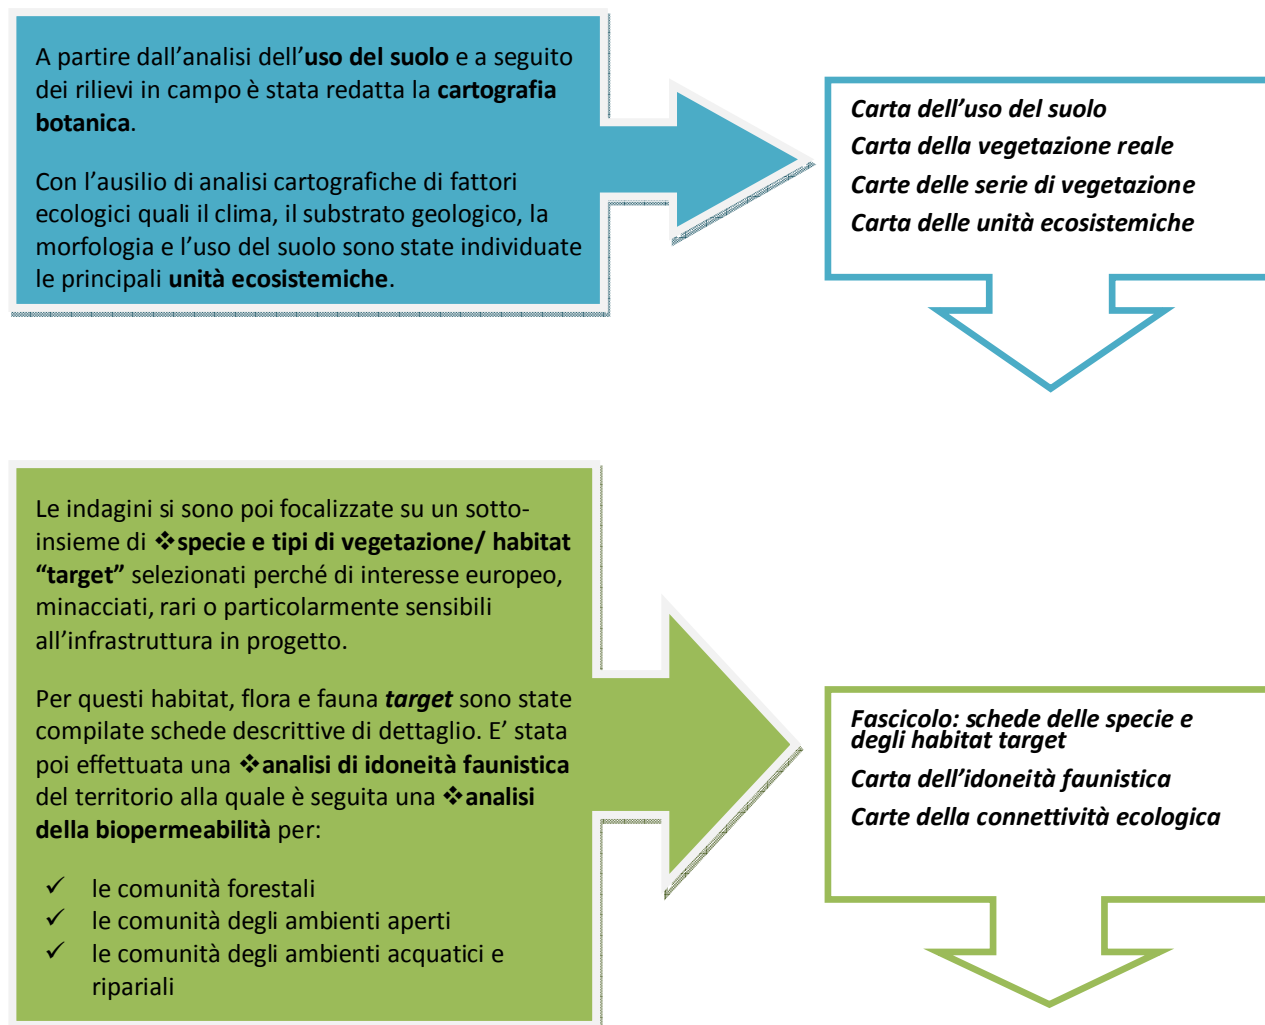 A partire dall’analisi dell’uso del suolo e a seguito
dei rilievi in campo è stata redatta la cartografia
botanica.
Con l’ausilio di analisi cartografiche di fattori
ecologici quali il clima, il substrato geologico, la
morfologia e l’uso del suolo sono state individuate
le principali unità ecosistemiche.
Carta dell’uso del suolo
Carta della vegetazione reale
Carte delle serie di vegetazione
Carta delle unità ecosistemiche
Le indagini si sono poi focalizzate su un sotto-
insieme di ❖specie e tipi di vegetazione/ habitat
“target” selezionati perché di interesse europeo,
minacciati, rari o particolarmente sensibili
all’infrastruttura in progetto.
Per questi habitat, flora e fauna target sono state
compilate schede descrittive di dettaglio. E’ stata
poi effettuata una ❖analisi di idoneità faunistica
del territorio alla quale è seguita una ❖analisi
della biopermeabilità per:
✓ le comunità forestali
✓ le comunità degli ambienti aperti
✓ le comunità degli ambienti acquatici e
ripariali
Fascicolo: schede delle specie e
degli habitat target
Carta dell’idoneità faunistica
Carte della connettività ecologica